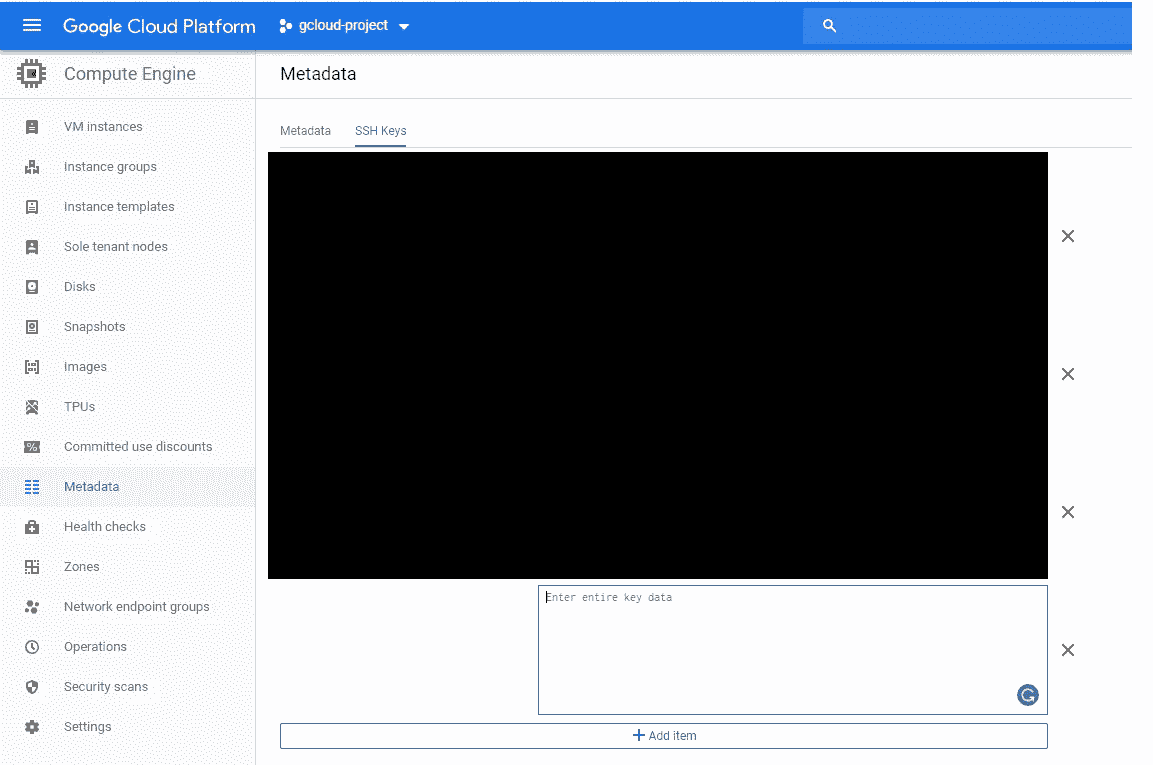 Google Cloud Platform
gcloud-project
Compute Engine
Metadata
Metadata
SSH Keys
VM instances
Instance groups
Instance templates
Sole tenant nodes
Disks
Snapshots
Images
TPUs
Committed use discounts
Metadata
Health checks
Zones
Network endpoint groups
Operations
Security scans
Settings
Enter entire key data
Add item